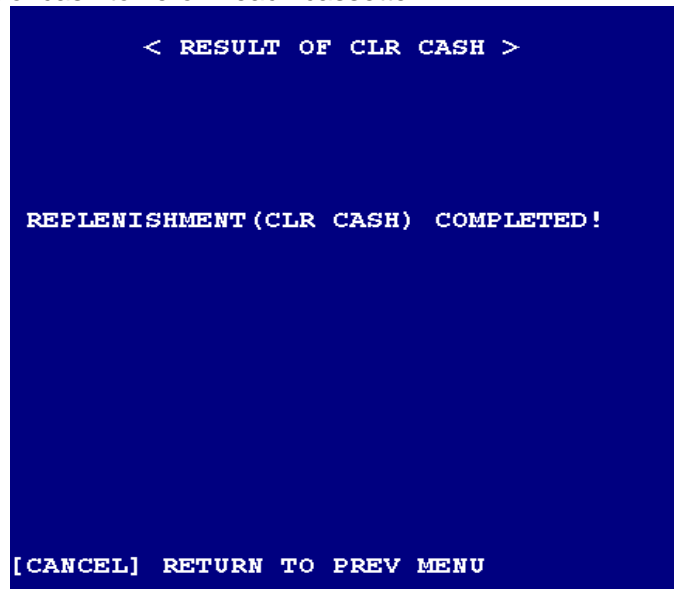 < RESULT OF CLR CASH >
REPLENISHMENT(CLR CASH) COMPLETED!
[CANCEL] RETURN TO PREV MENU